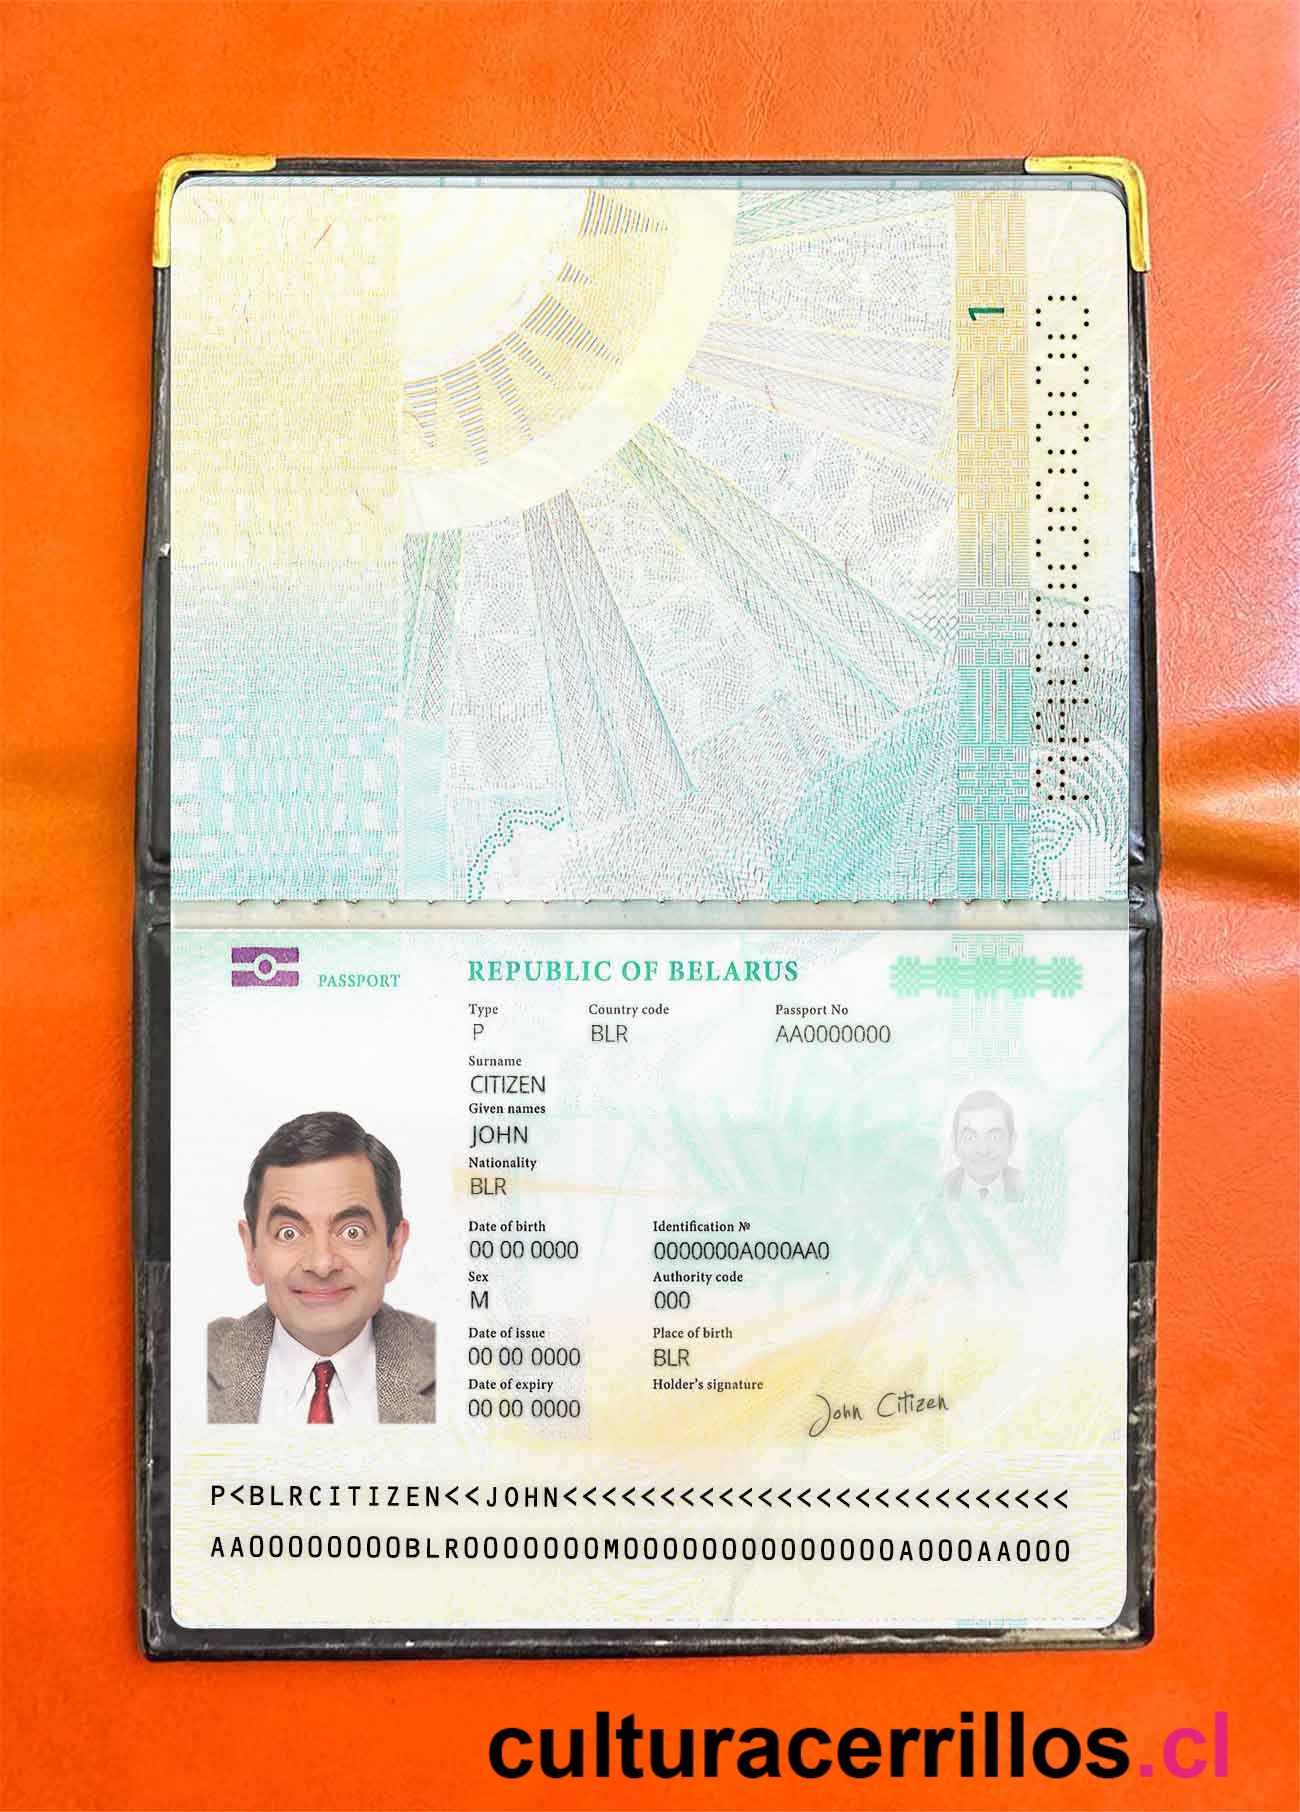 1
PASSPORT
REPUBLIC OF BELARUS
Type Country code Passport No
P BLR AA0000000
Surname
CITIZEN
Given names
JOHN
Nationality
BLR
Date of birth Identification №
00 00 0000 0000000A000AA0
Sex Authority code
M 000
Date of issue Place of birth
00 00 0000 BLR
Date of expiry Holder's signature
00 00 0000 John Citizen
P<BLRCITIZEN<<JOHN<<<<<<<<<<<<<<<<<<<<<<<<<<
AA00000000BLR0000000M00000000000000A000AA000
culturacerrillos.cl